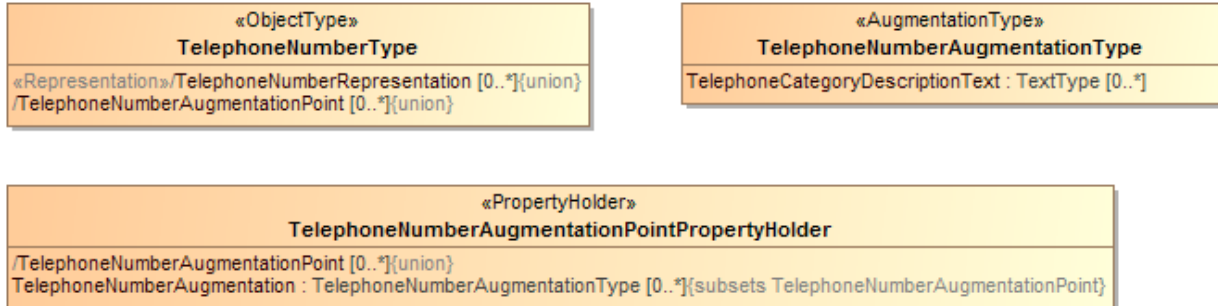 «ObjectType»
TelephoneNumberType
«Representation»/TelephoneNumberRepresentation [0..*]{union}
/TelephoneNumberAugmentationPoint [0..*]{union}
«AugmentationType»
TelephoneNumberAugmentationType
TelephoneCategoryDescriptionText : TextType [0..*]
«PropertyHolder»
TelephoneNumberAugmentationPointPropertyHolder
/TelephoneNumberAugmentationPoint [0..*]{union}
TelephoneNumberAugmentation : TelephoneNumberAugmentationType [0..*]{subsets TelephoneNumberAugmentationPoint}